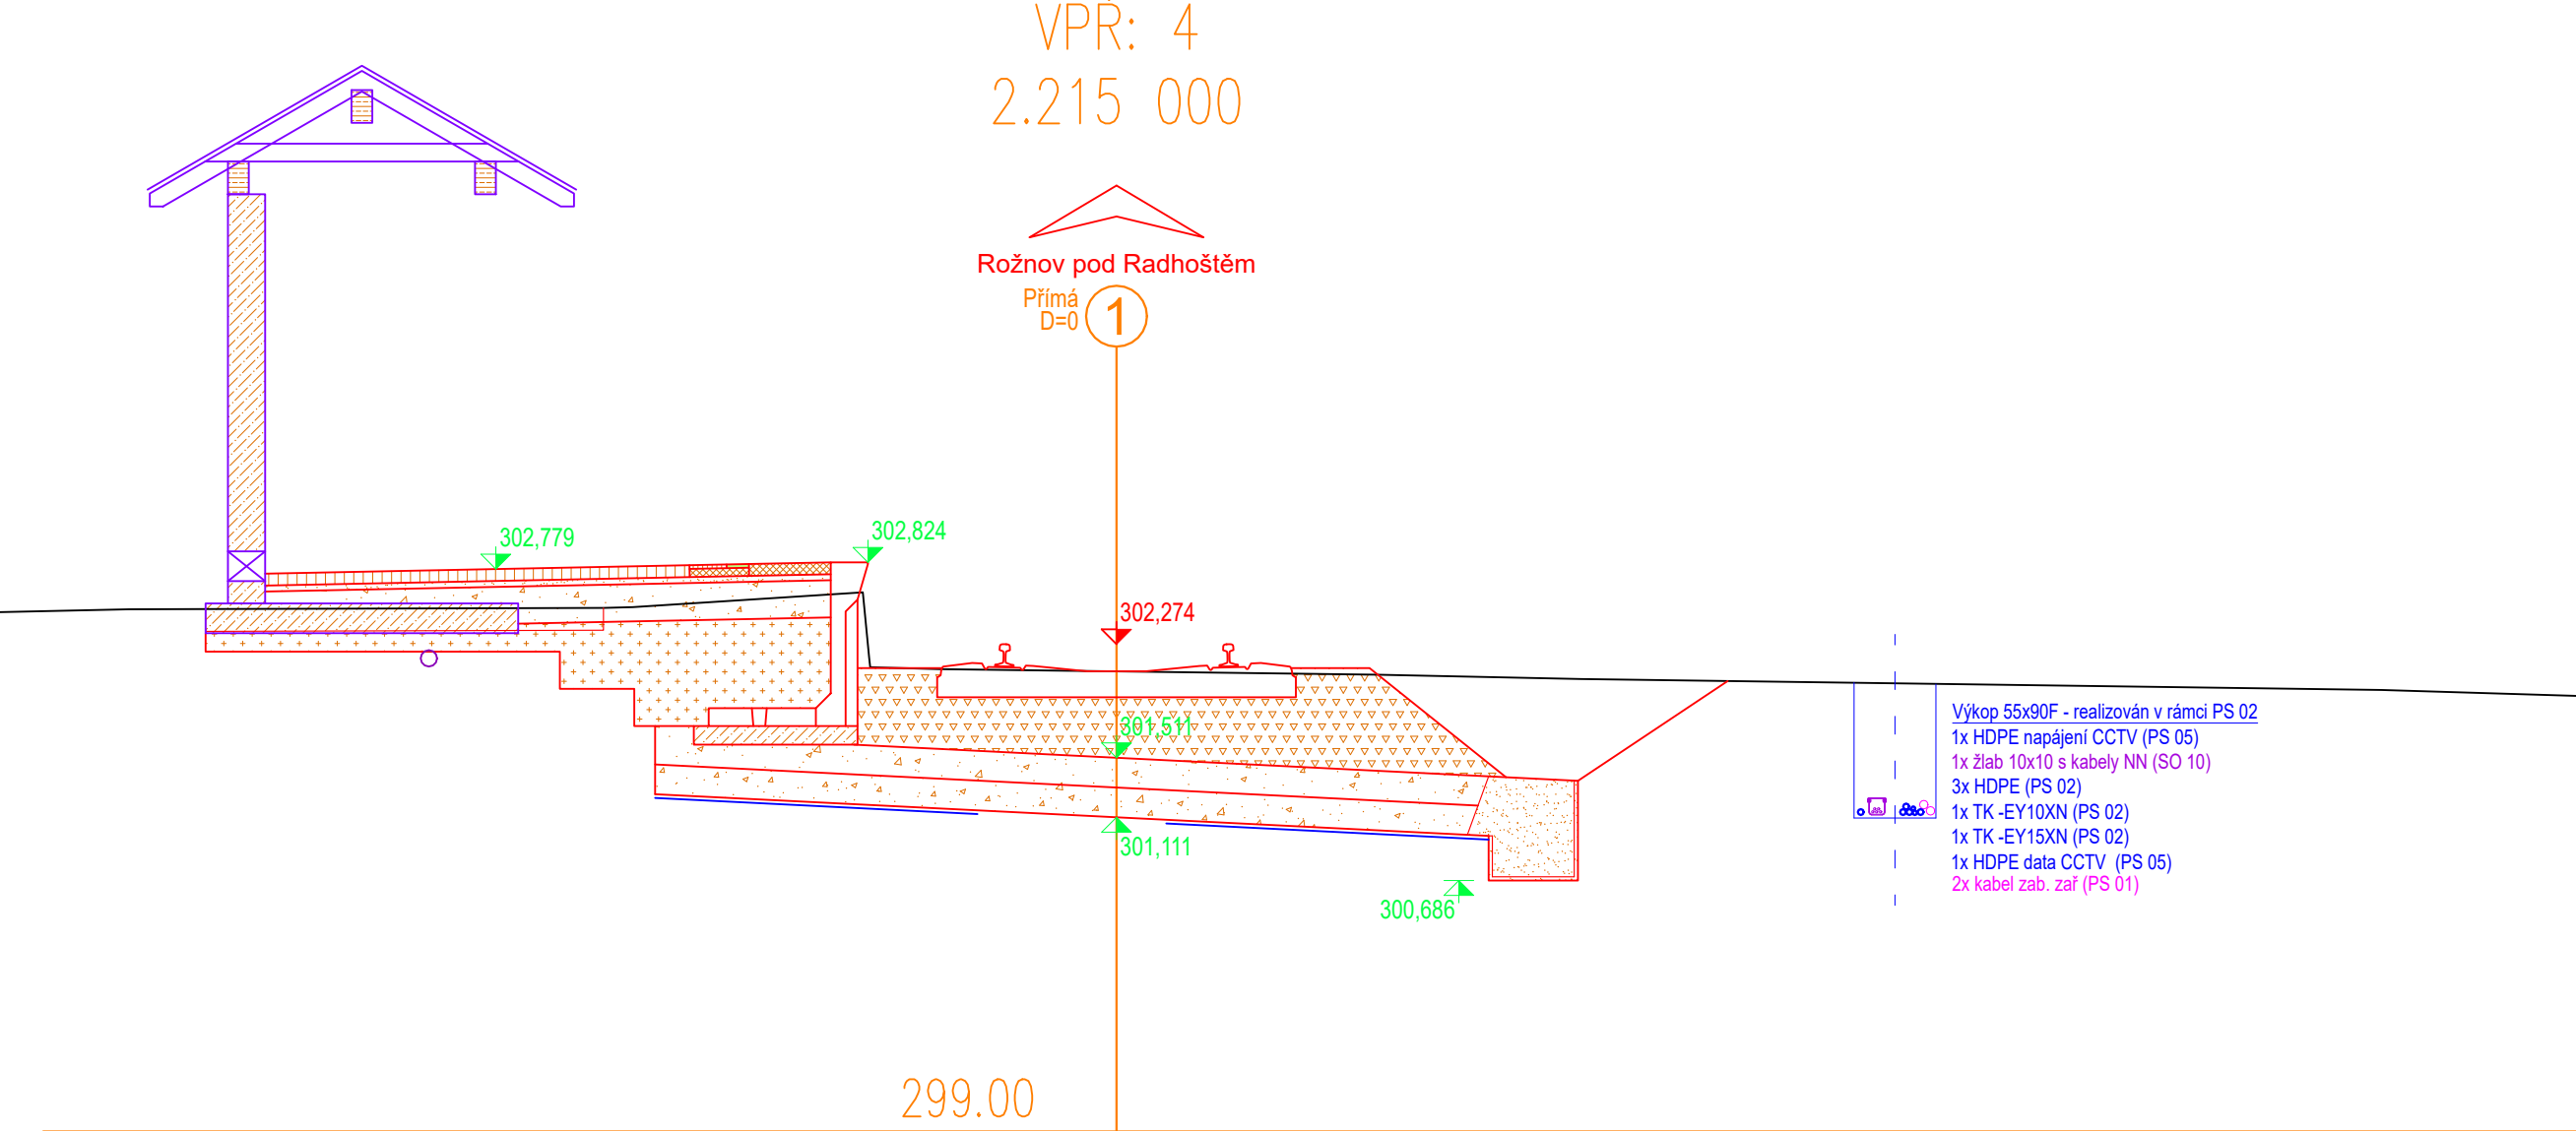 VPŘ: 4
2.215 000
Rožnov pod Radhoštěm
Přímá
D=0
1
302,779
302,824
302,274
301,511
301,111
300,686
Výkop 55x90F - realizován v rámci PS 02
1x HDPE napájení CCTV (PS 05)
1x žlab 10x10 s kabely NN (SO 10)
3x HDPE (PS 02)
1x TK -EY10XN (PS 02)
1x TK -EY15XN (PS 02)
1x HDPE data CCTV  (PS 05)
2x kabel zab. zař (PS 01)
299.00